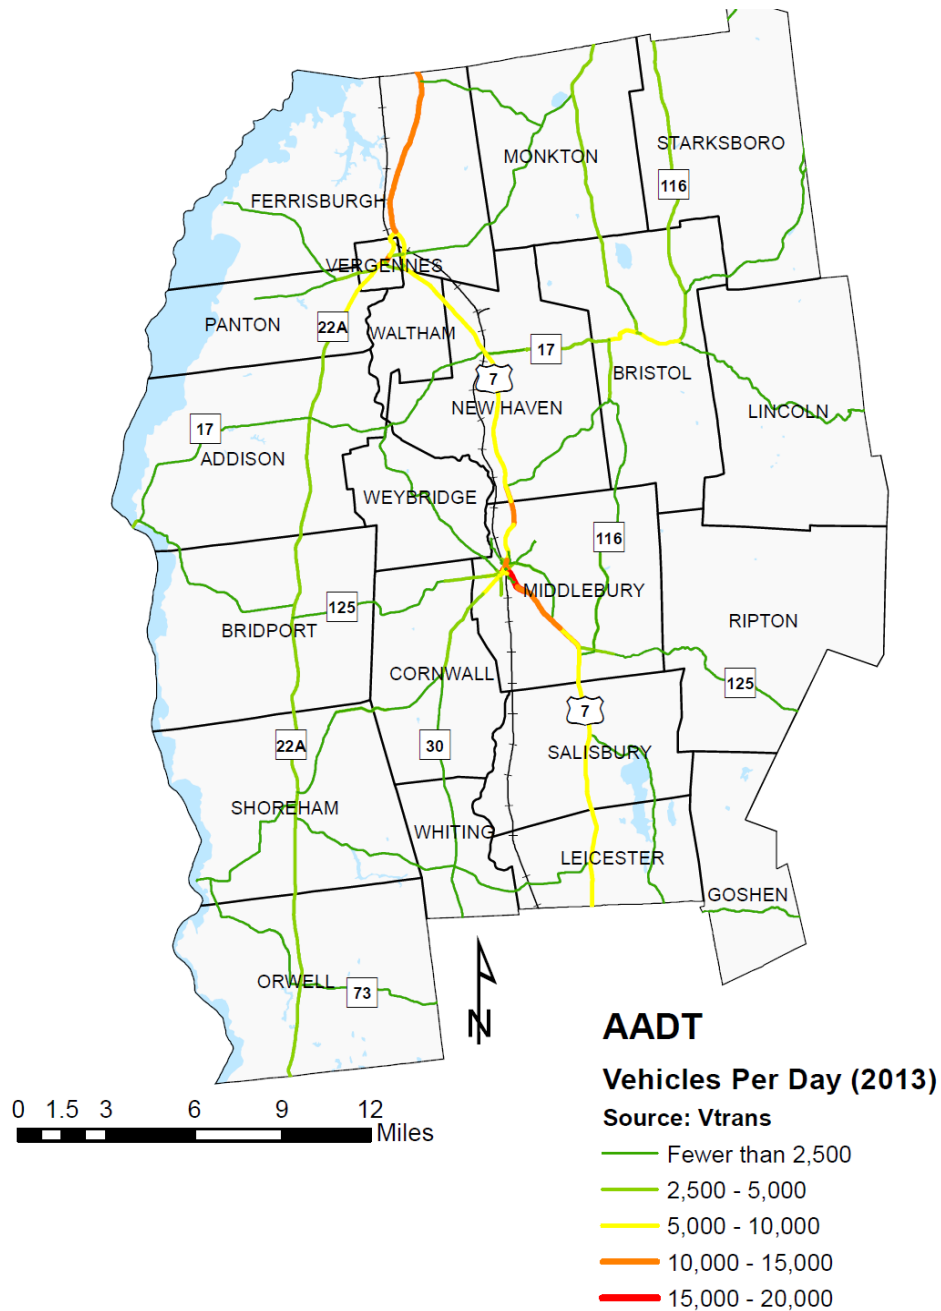 MONKTON
STARKSBORO
116
FERRISBURGH
VERGENNES
PANTON
22A
WALTHAM
17
BRISTOL
7
NEW HAVEN
LINCOLN
17
ADDISON
WEYBRIDGE
116
MIDDLEBURY
125
BRIDPORT
RIPTON
CORNWALL
125
7
22A
30
SALISBURY
SHOREHAM
WHITING
LEICESTER
GOSHEN
ORWELL
73
N
AADT
Vehicles Per Day (2013)
Source: Vtrans
0 1.5 3 6 9 12
Miles
Fewer than 2,500
2,500 - 5,000
5,000 - 10,000
10,000 - 15,000
15,000 - 20,000